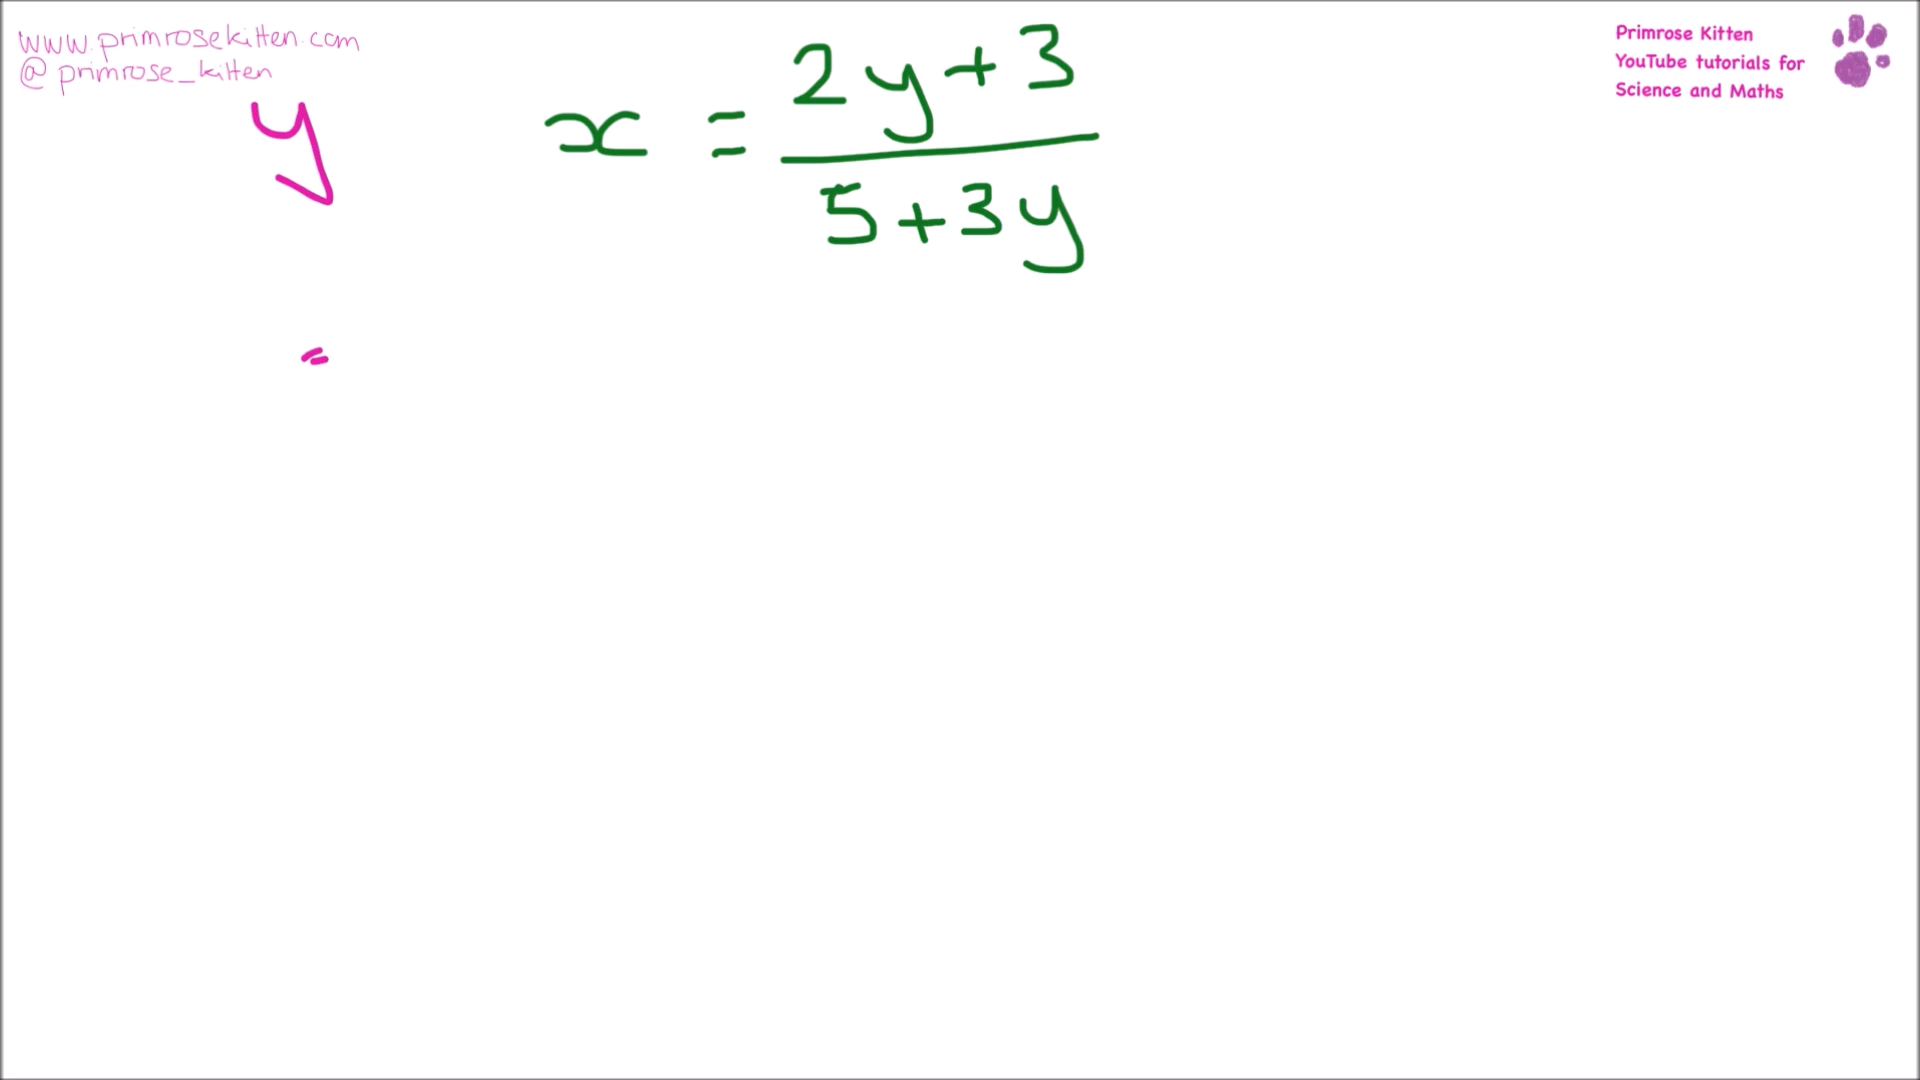 www.primrosekitten.com
@primrose_kitten
Primrose Kitten
YouTube tutorials for
Science and Maths
y
x = 2y+3
5+3y
=